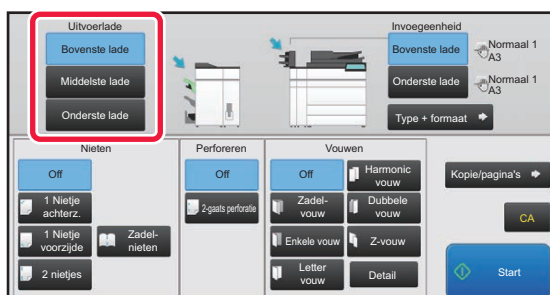 Uitvoerlade
Bovenste lade
Middelste lade
Onderste lade
Invoegeenheid
Bovenste lade
Normaal 1
A3
Onderste lade
Normaal 1
A3
Type + formaat
Nieten
Off
1 Nietje
achterz.
1 Nietje
voorzijde
2 nietjes
Zadel-
nieten
Perforeren
Off
2-gaats perforatie
Vouwen
Off
Harmonic
vouw
Zadel-
vouw
Dubbele
vouw
Enkele vouw
Z-vouw
Letter
vouw
Detail
Kopie/pagina's
CA
Start